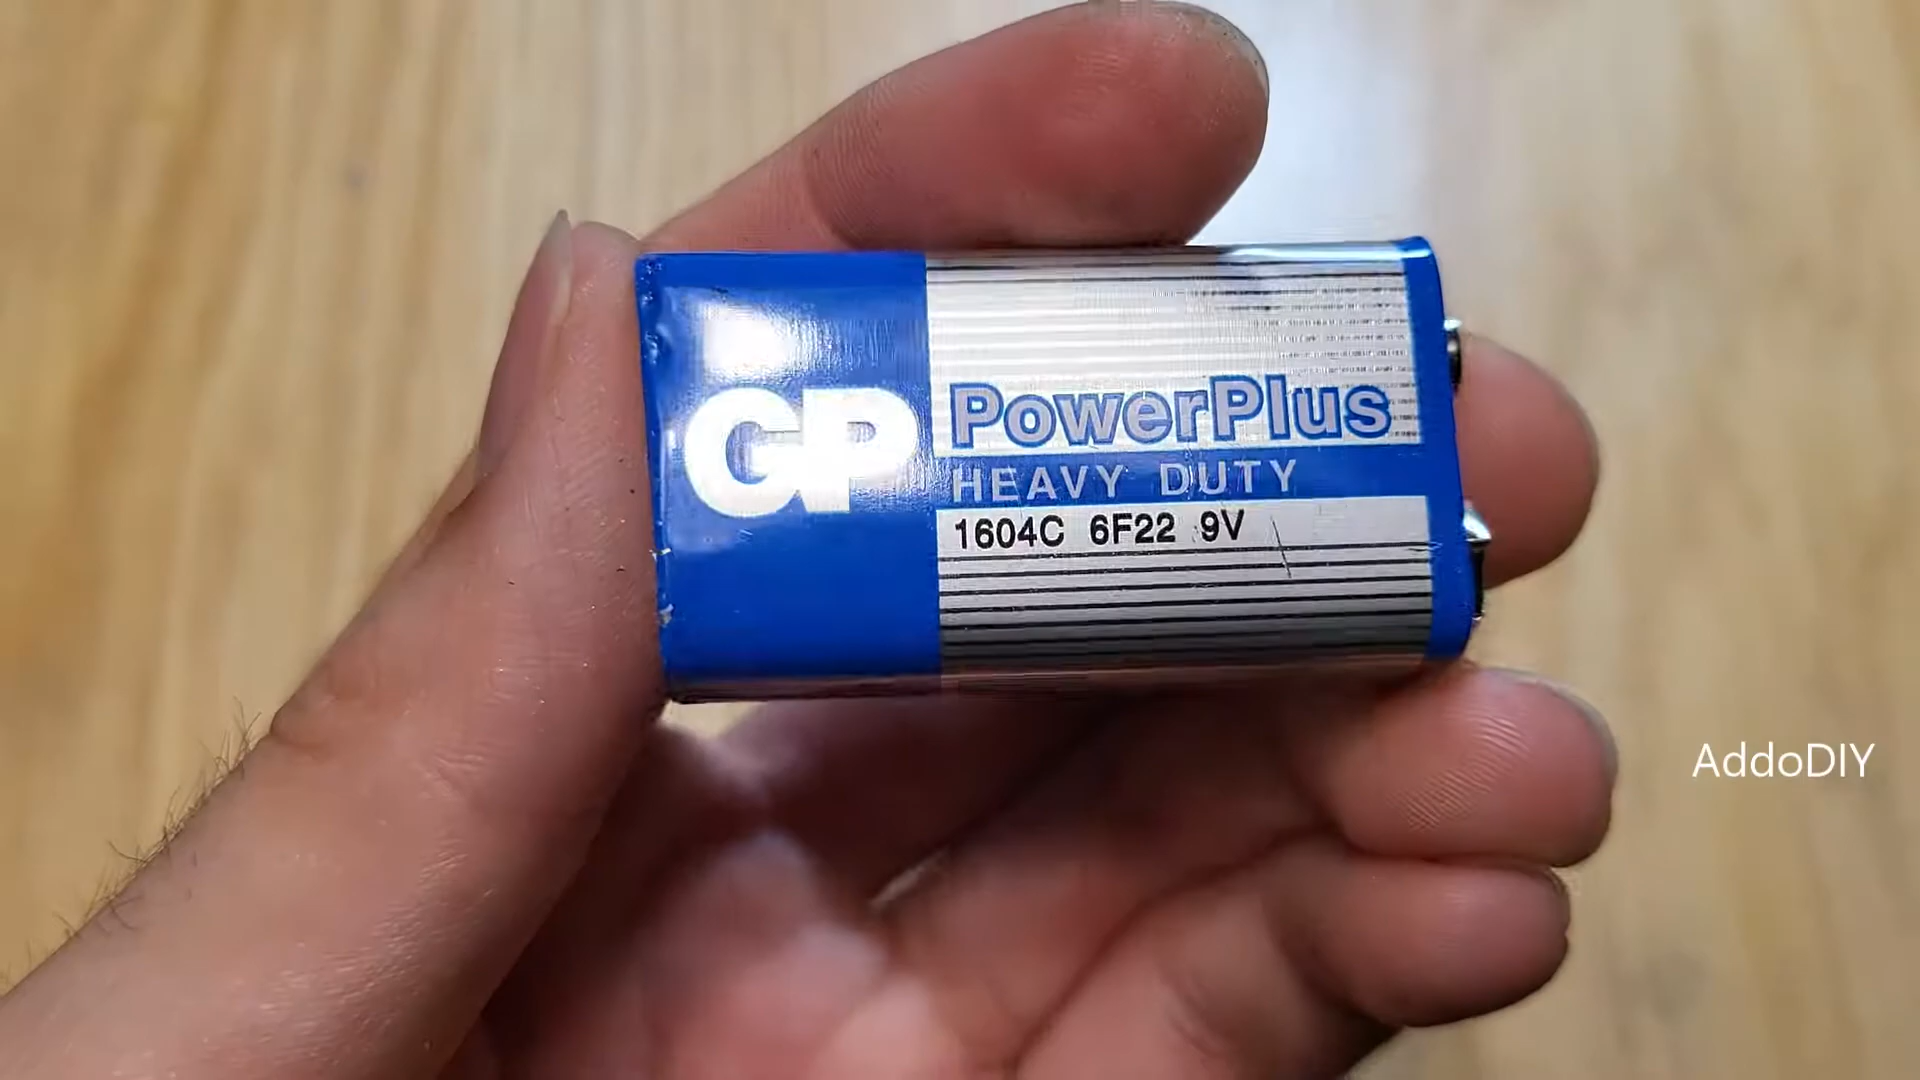 GP
PowerPlus
HEAVY DUTY
1604C 6F22 9V
AddoDIY